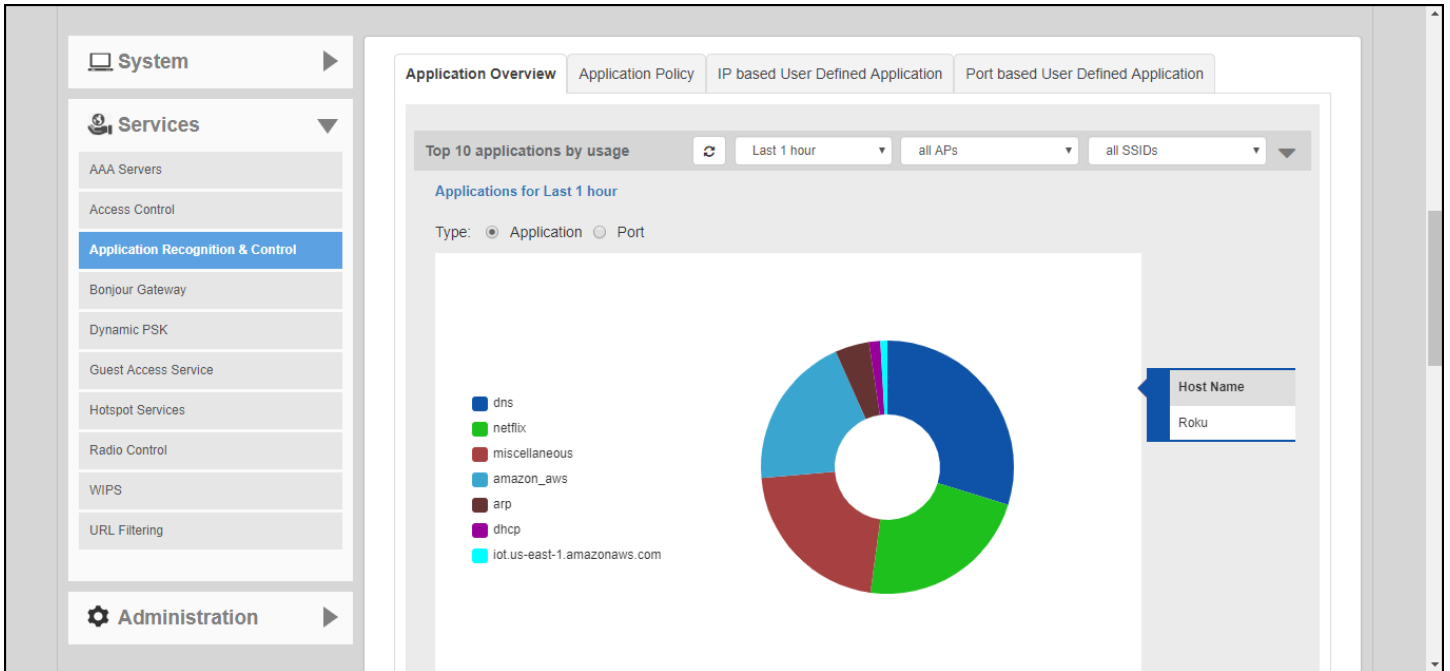 System
Services
AAA Servers
Access Control
Application Recognition & Control
Bonjour Gateway
Dynamic PSK
Guest Access Service
Hotspot Services
Radio Control
WIPS
URL Filtering
Administration
Application Overview Application Policy IP based User Defined Application Port based User Defined Application
Top 10 applications by usage Last 1 hour all APs all SSIDs
Applications for Last 1 hour
Type: Application Port
dns
netflix
miscellaneous
amazon_aws
arp
dhcp
iot.us-east-1.amazonaws.com
Host Name
Roku